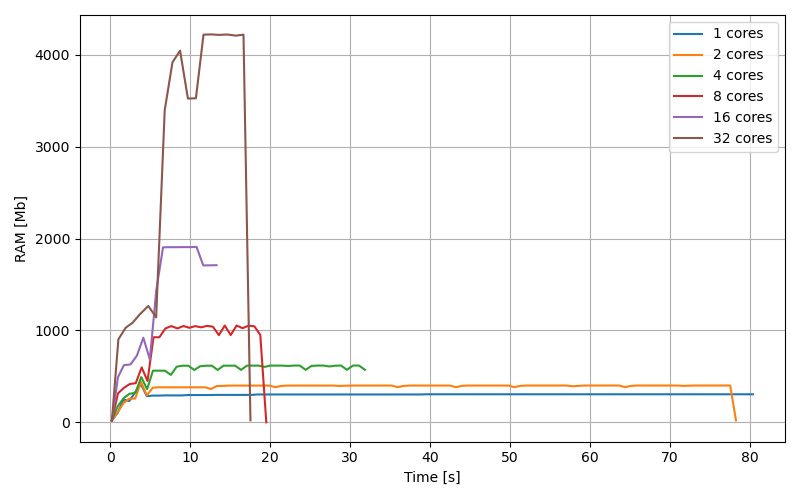 4000
3000
2000
1000
0
RAM [Mb]
0 10 20 30 40 50 60 70 80
Time [s]
1 cores
2 cores
4 cores
8 cores
16 cores
32 cores